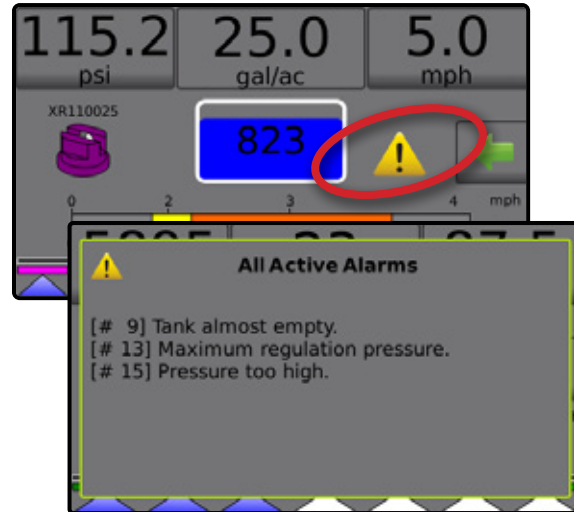 115.2 25.0 5.0
psi gal/ac mph
XR110025
823
0 2 3 4 mph
All Active Alarms
[# 9] Tank almost empty.
[# 13] Maximum regulation pressure.
[# 15] Pressure too high.